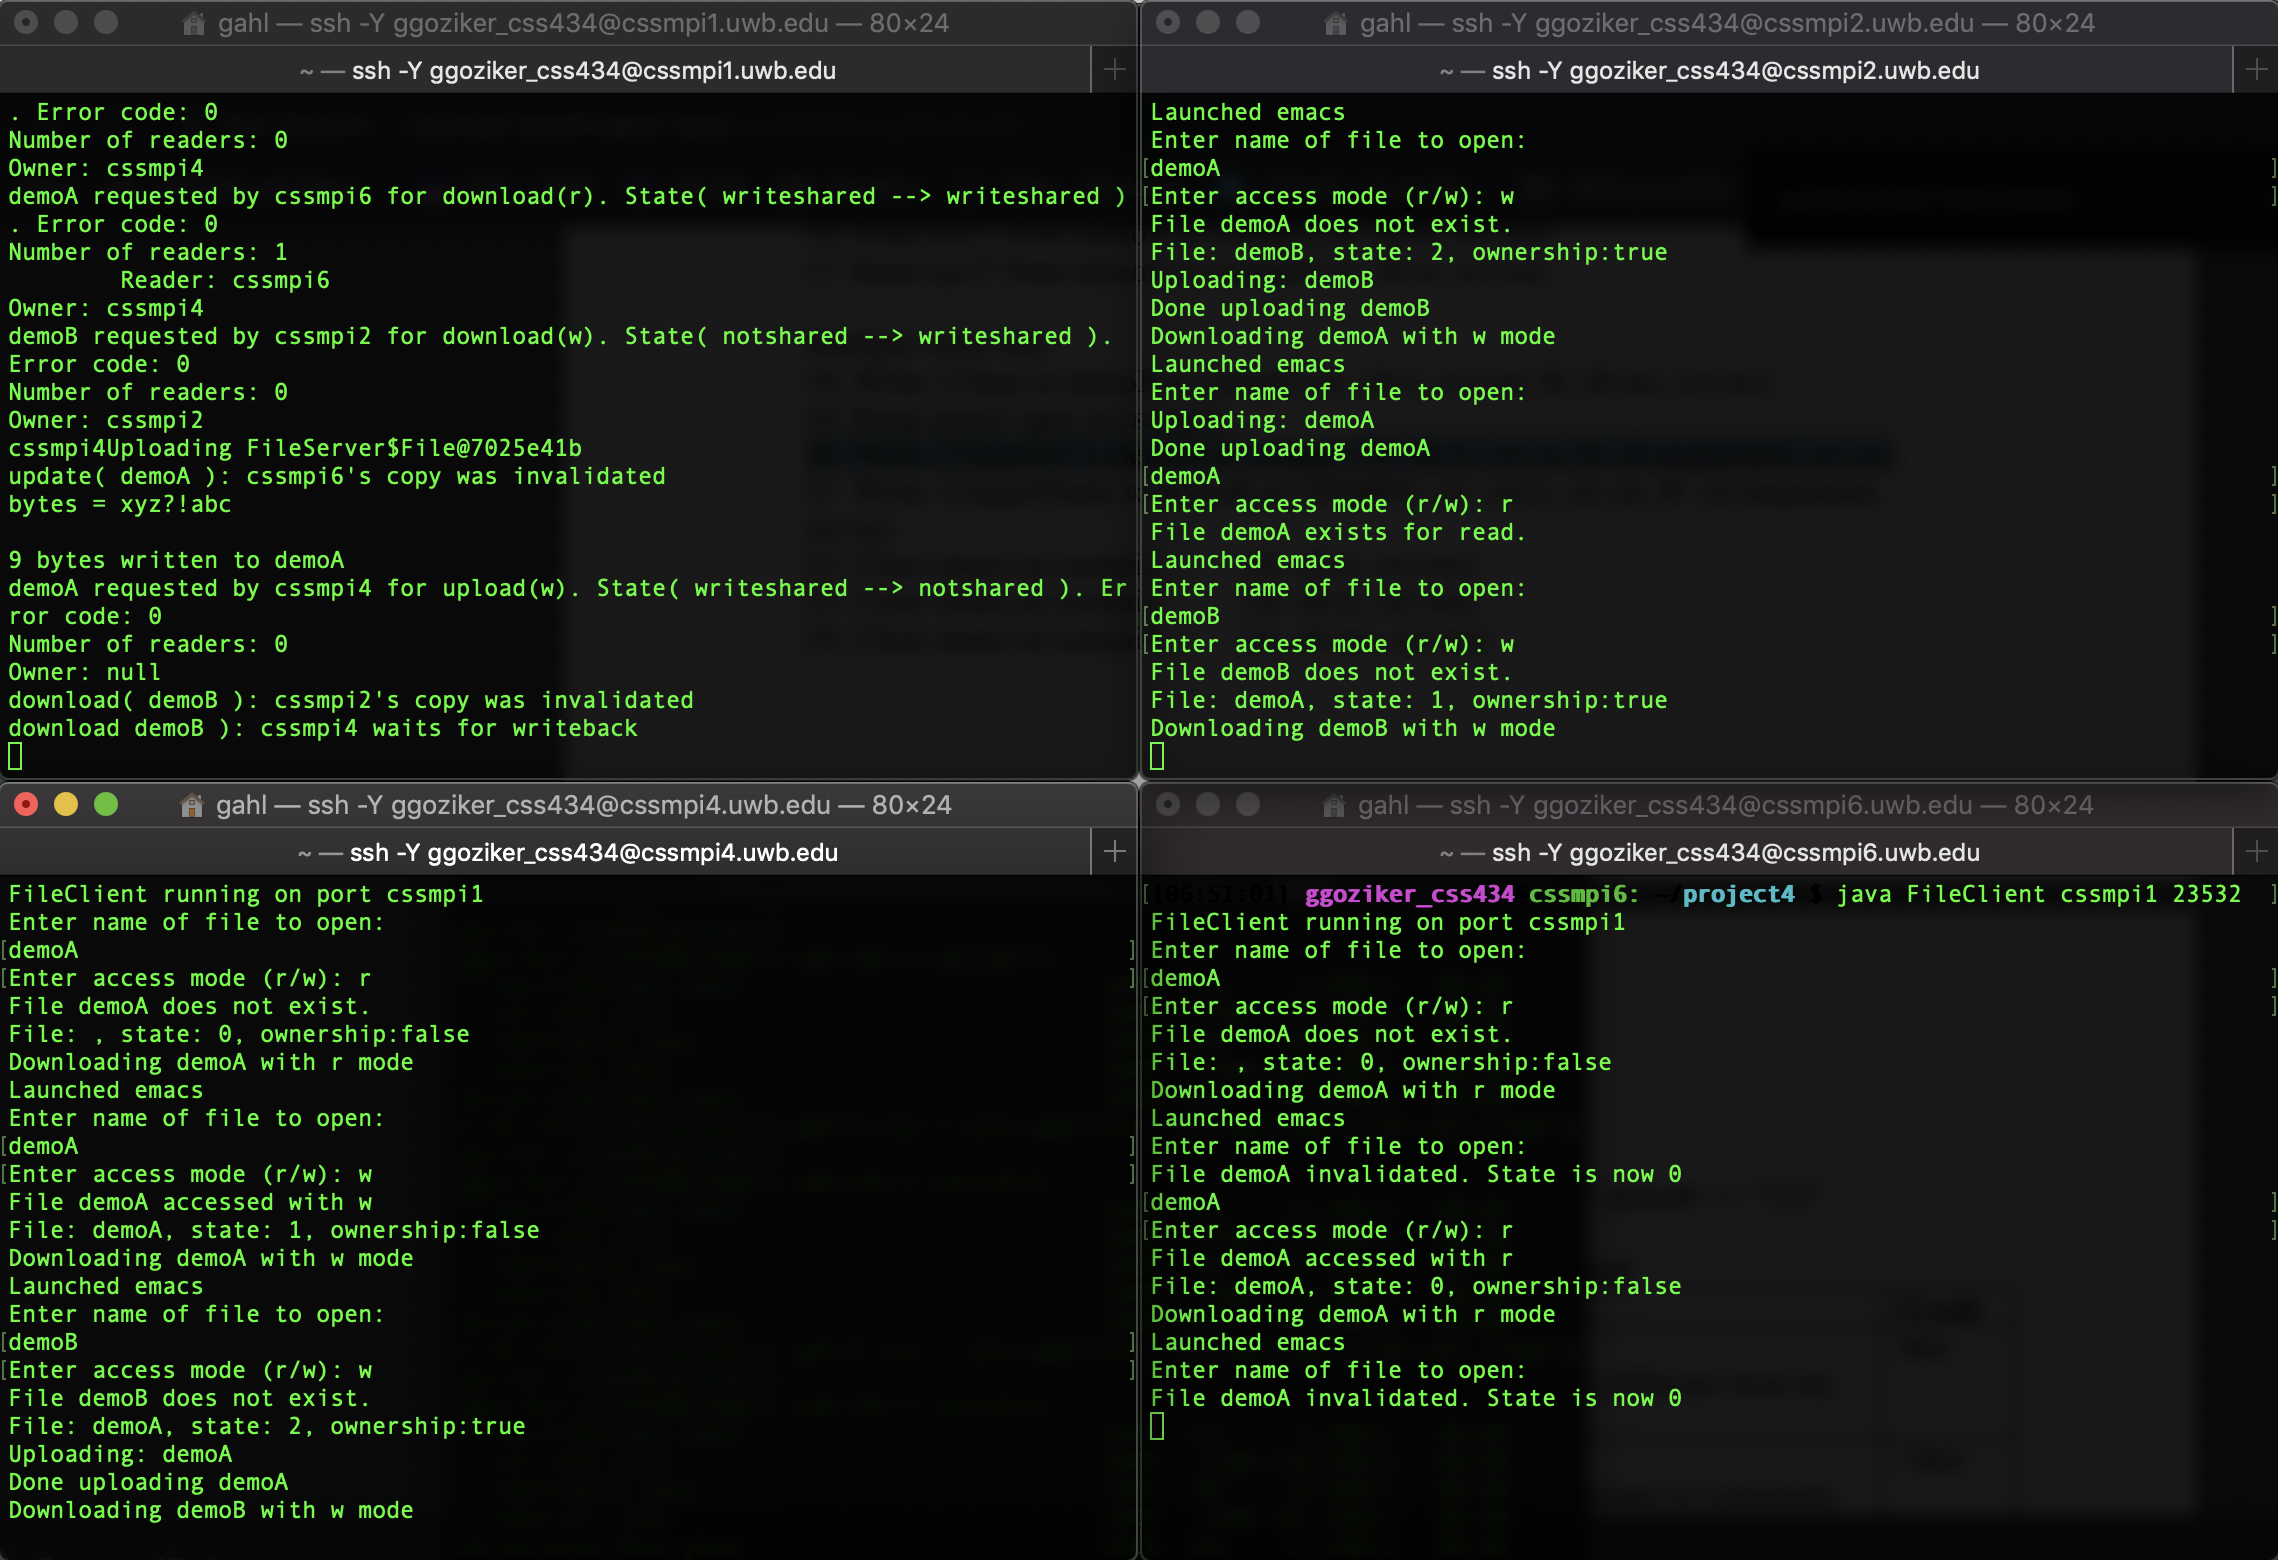 gahl — ssh -Y ggoziker_css434@cssmpi1.uwb.edu — 80×24
~ — ssh -Y ggoziker_css434@cssmpi1.uwb.edu
. Error code: 0
Number of readers: 0
Owner: cssmpi4
demoA requested by cssmpi6 for download(r). State( writeshared --> writeshared )
. Error code: 0
Number of readers: 1
Reader: cssmpi6
Owner: cssmpi4
demoB requested by cssmpi2 for download(w). State( notshared --> writeshared ).
Error code: 0
Number of readers: 0
Owner: cssmpi2
cssmpi4Uploading FileServer$File@7025e41b
update( demoA ): cssmpi6's copy was invalidated
bytes = xyz?!abc
9 bytes written to demoA
demoA requested by cssmpi4 for upload(w). State( writeshared --> notshared ). Er
ror code: 0
Number of readers: 0
Owner: null
download( demoB ): cssmpi2's copy was invalidated
download demoB ): cssmpi4 waits for writeback
gahl — ssh -Y ggoziker_css434@cssmpi2.uwb.edu — 80×24
~ — ssh -Y ggoziker_css434@cssmpi2.uwb.edu
Launched emacs
Enter name of file to open:
[demoA ]
[Enter access mode (r/w): w ]
File demoA does not exist.
File: demoB, state: 2, ownership:true
Uploading: demoB
Done uploading demoB
Downloading demoA with w mode
Launched emacs
Enter name of file to open:
Uploading: demoA
Done uploading demoA
[demoA ]
[Enter access mode (r/w): r ]
File demoA exists for read.
Launched emacs
Enter name of file to open:
[demoB ]
[Enter access mode (r/w): w ]
File demoB does not exist.
File: demoA, state: 1, ownership:true
Downloading demoB with w mode
gahl — ssh -Y ggoziker_css434@cssmpi4.uwb.edu — 80×24
~ — ssh -Y ggoziker_css434@cssmpi4.uwb.edu
FileClient running on port cssmpi1
Enter name of file to open:
[demoA ]
[Enter access mode (r/w): r ]
File demoA does not exist.
File: , state: 0, ownership:false
Downloading demoA with r mode
Launched emacs
Enter name of file to open:
[demoA ]
[Enter access mode (r/w): w ]
File demoA accessed with w
File: demoA, state: 1, ownership:false
Downloading demoA with w mode
Launched emacs
Enter name of file to open:
[demoB ]
[Enter access mode (r/w): w ]
File demoB does not exist.
File: demoA, state: 2, ownership:true
Uploading: demoA
Done uploading demoA
Downloading demoB with w mode
gahl — ssh -Y ggoziker_css434@cssmpi6.uwb.edu — 80×24
~ — ssh -Y ggoziker_css434@cssmpi6.uwb.edu
[[06:51:01] ggoziker_css434 cssmpi6: ~/project4 $ java FileClient cssmpi1 23532 ]
FileClient running on port cssmpi1
Enter name of file to open:
[demoA ]
[Enter access mode (r/w): r ]
File demoA does not exist.
File: , state: 0, ownership:false
Downloading demoA with r mode
Launched emacs
Enter name of file to open:
File demoA invalidated. State is now 0
[demoA ]
[Enter access mode (r/w): r ]
File demoA accessed with r
File: demoA, state: 0, ownership:false
Downloading demoA with r mode
Launched emacs
Enter name of file to open:
File demoA invalidated. State is now 0